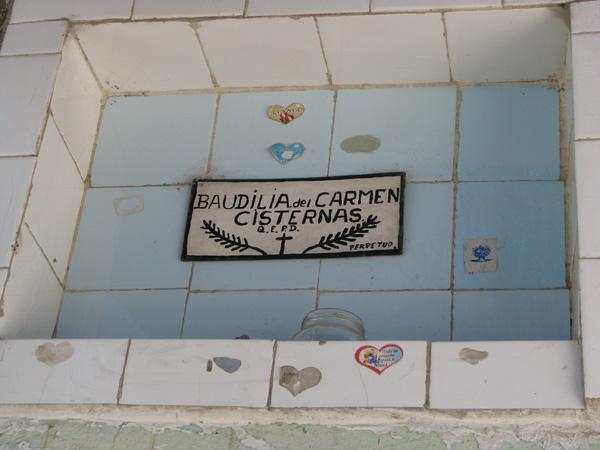 BAUDILIA del CARMEN
CISTERNAS
Q.E.P.D.
PERPETUO.